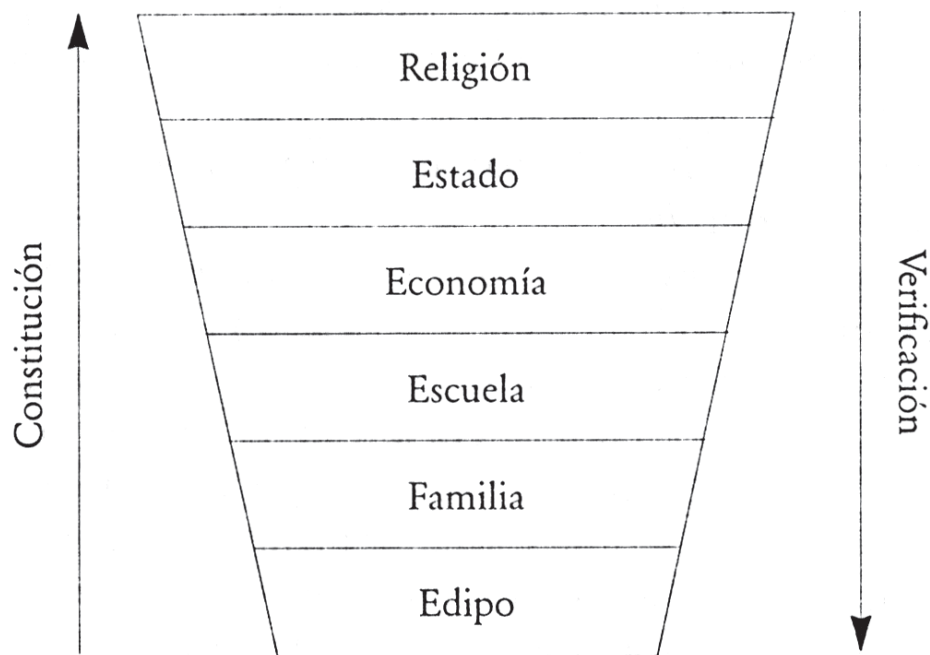 Religión
Estado
Economía
Escuela
Familia
Edipo
Constitución
Verificación